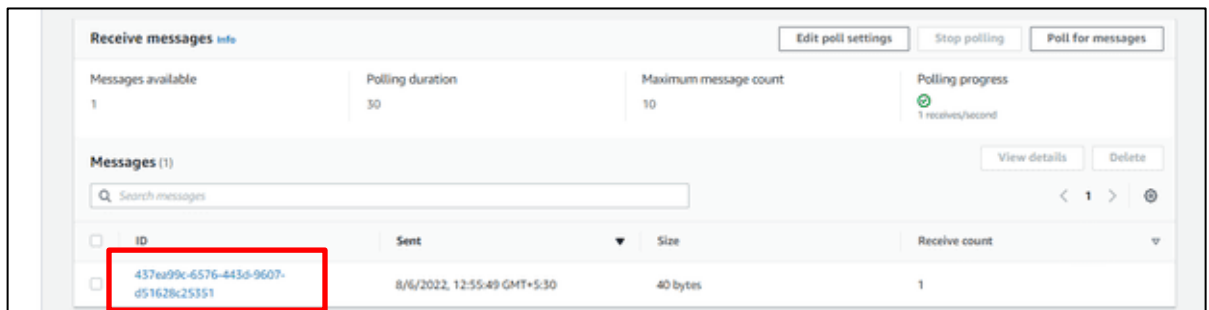 Receive messages Info
Edit poll settings
Stop polling
Poll for messages
Messages available
Polling duration
Maximum message count
Polling progress
1
30
10
1 receives/second
Messages (1)
View details
Delete
Search messages
1
ID
Sent
Size
Receive count
437ea99c-6576-443d-9607-
d51628c25351
8/6/2022, 12:55:49 GMT+5:30
40 bytes
1